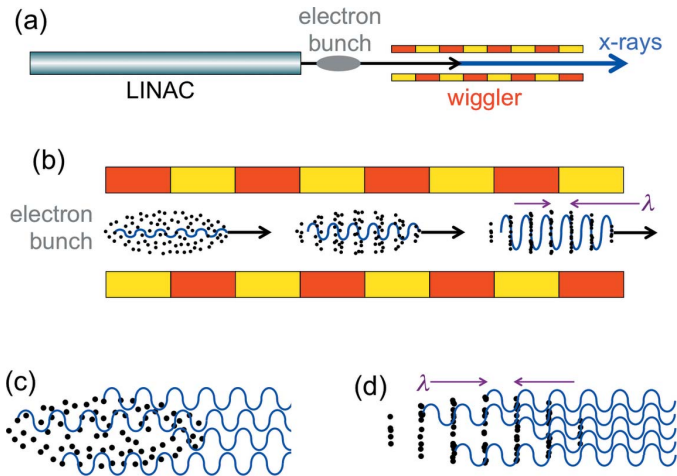 (a)
electron
bunch
x-rays
LINAC
wiggler
(b)
electron
bunch
λ
(c)
(d)
λ